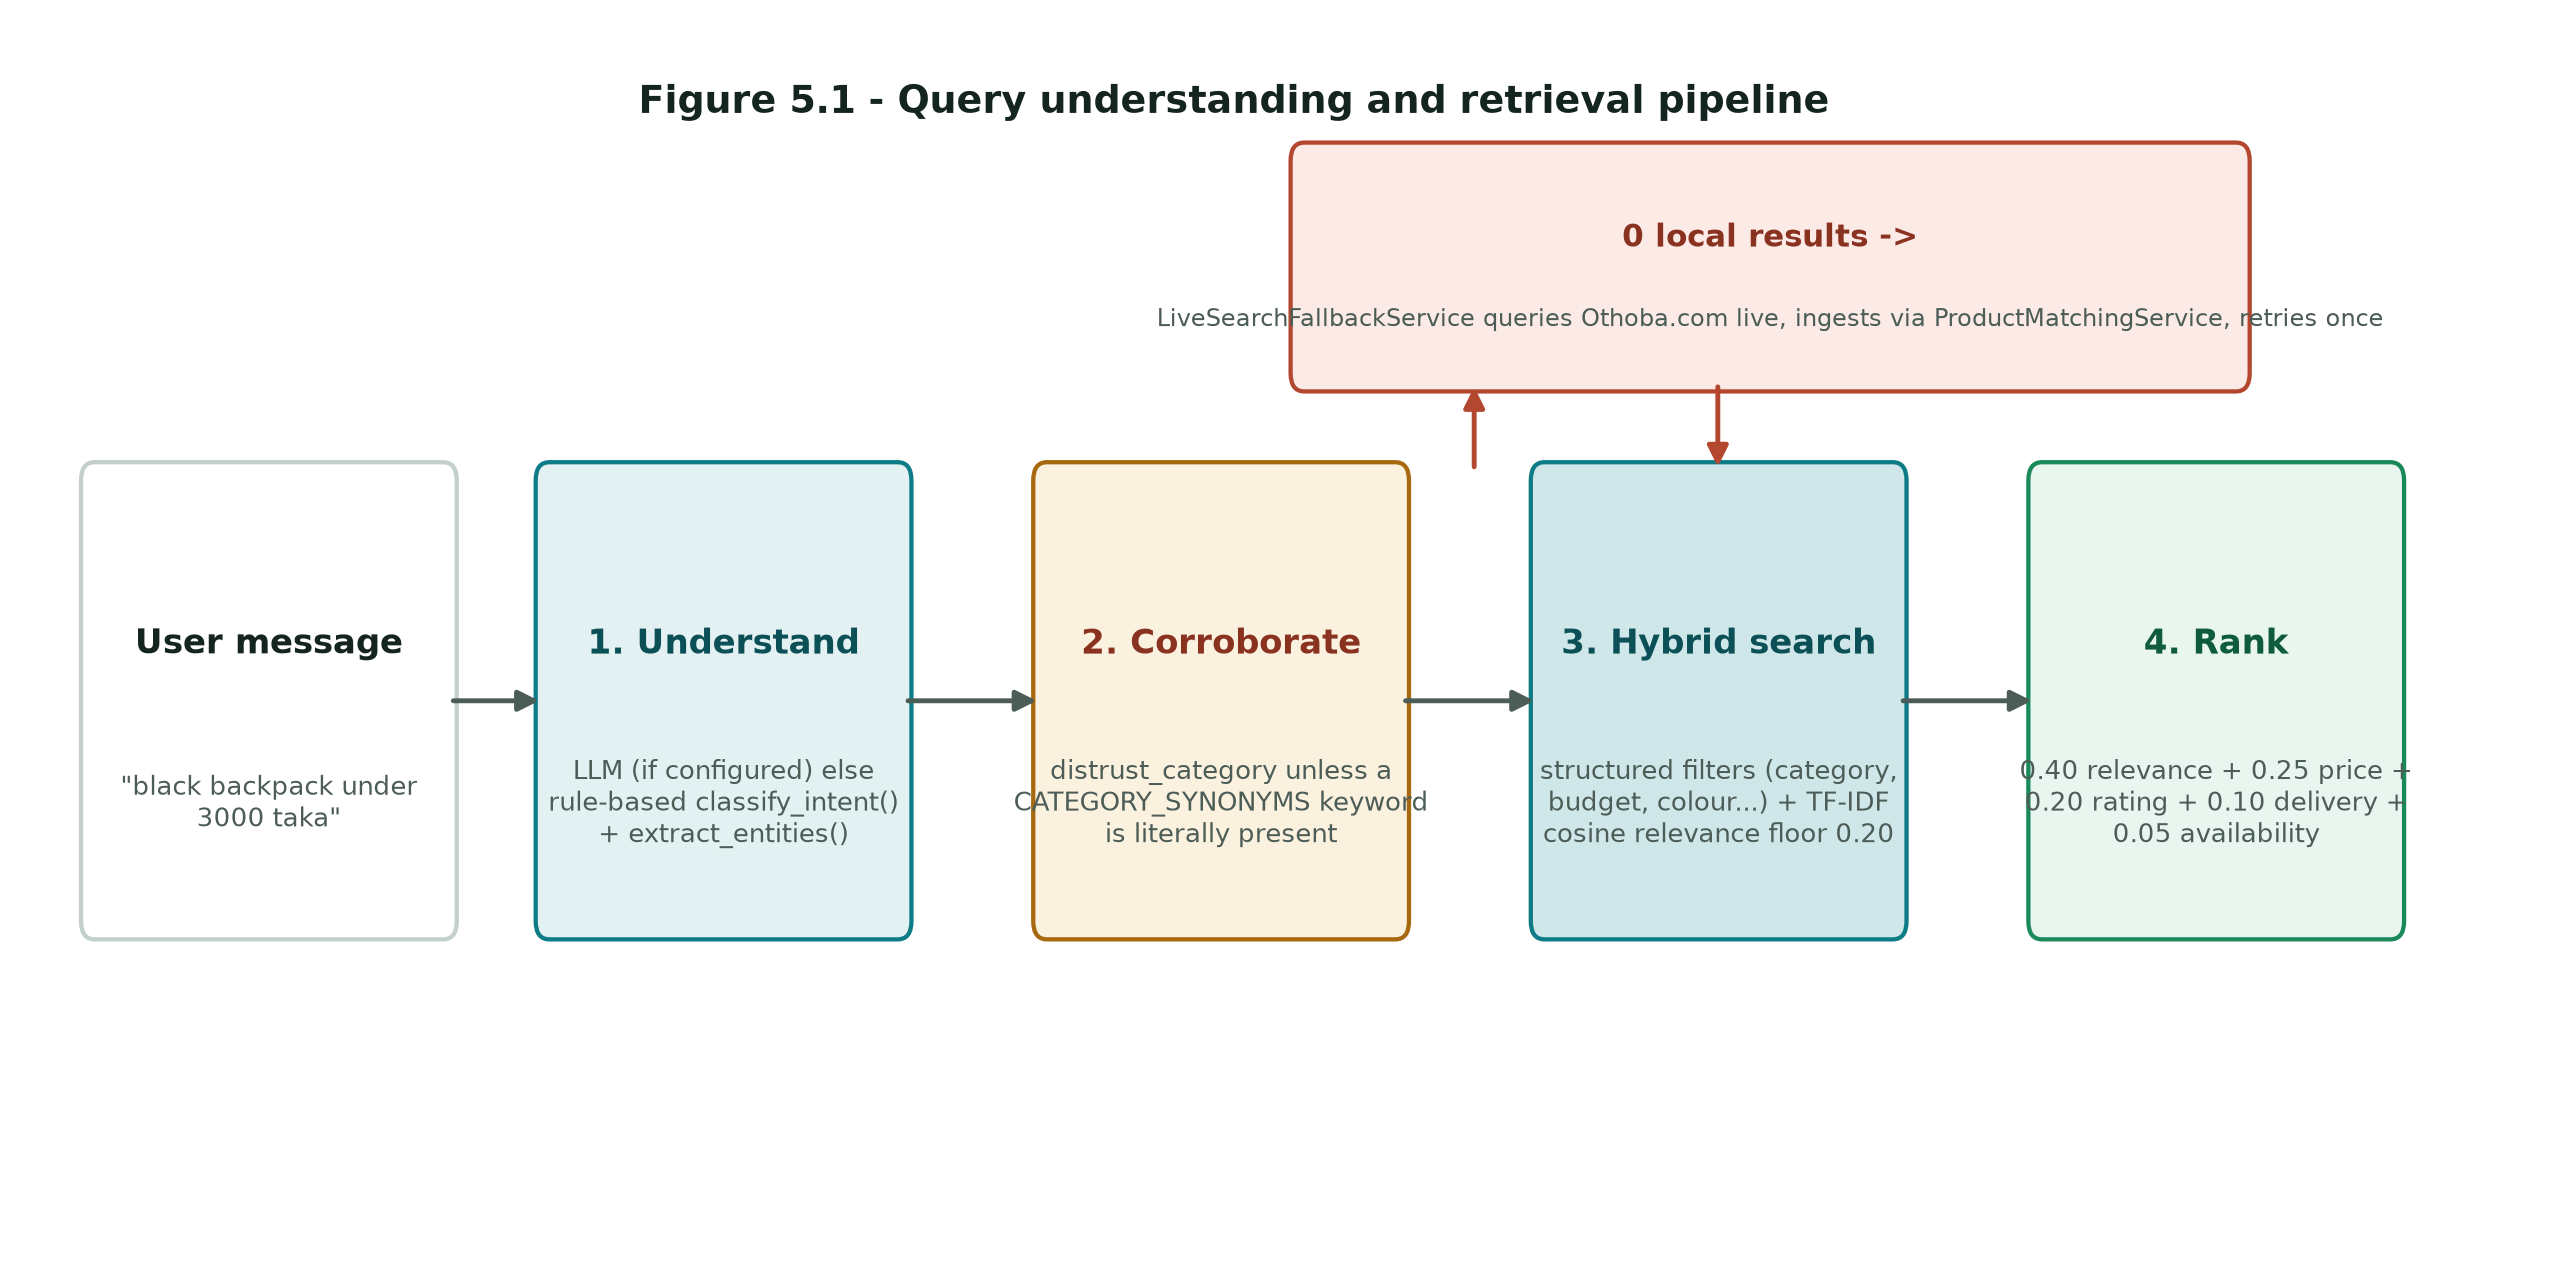 Figure 5.1 - Query understanding and retrieval pipeline
0 local results ->
LiveSearchFallbackService queries Othoba.com live, ingests via ProductMatchingService, retries once
User message
"black backpack under
3000 taka"
1. Understand
LLM (if configured) else
rule-based classify_intent()
+ extract_entities()
2. Corroborate
distrust_category unless a
CATEGORY_SYNONYMS keyword
is literally present
3. Hybrid search
structured filters (category,
budget, colour...) + TF-IDF
cosine relevance floor 0.20
4. Rank
0.40 relevance + 0.25 price +
0.20 rating + 0.10 delivery +
0.05 availability